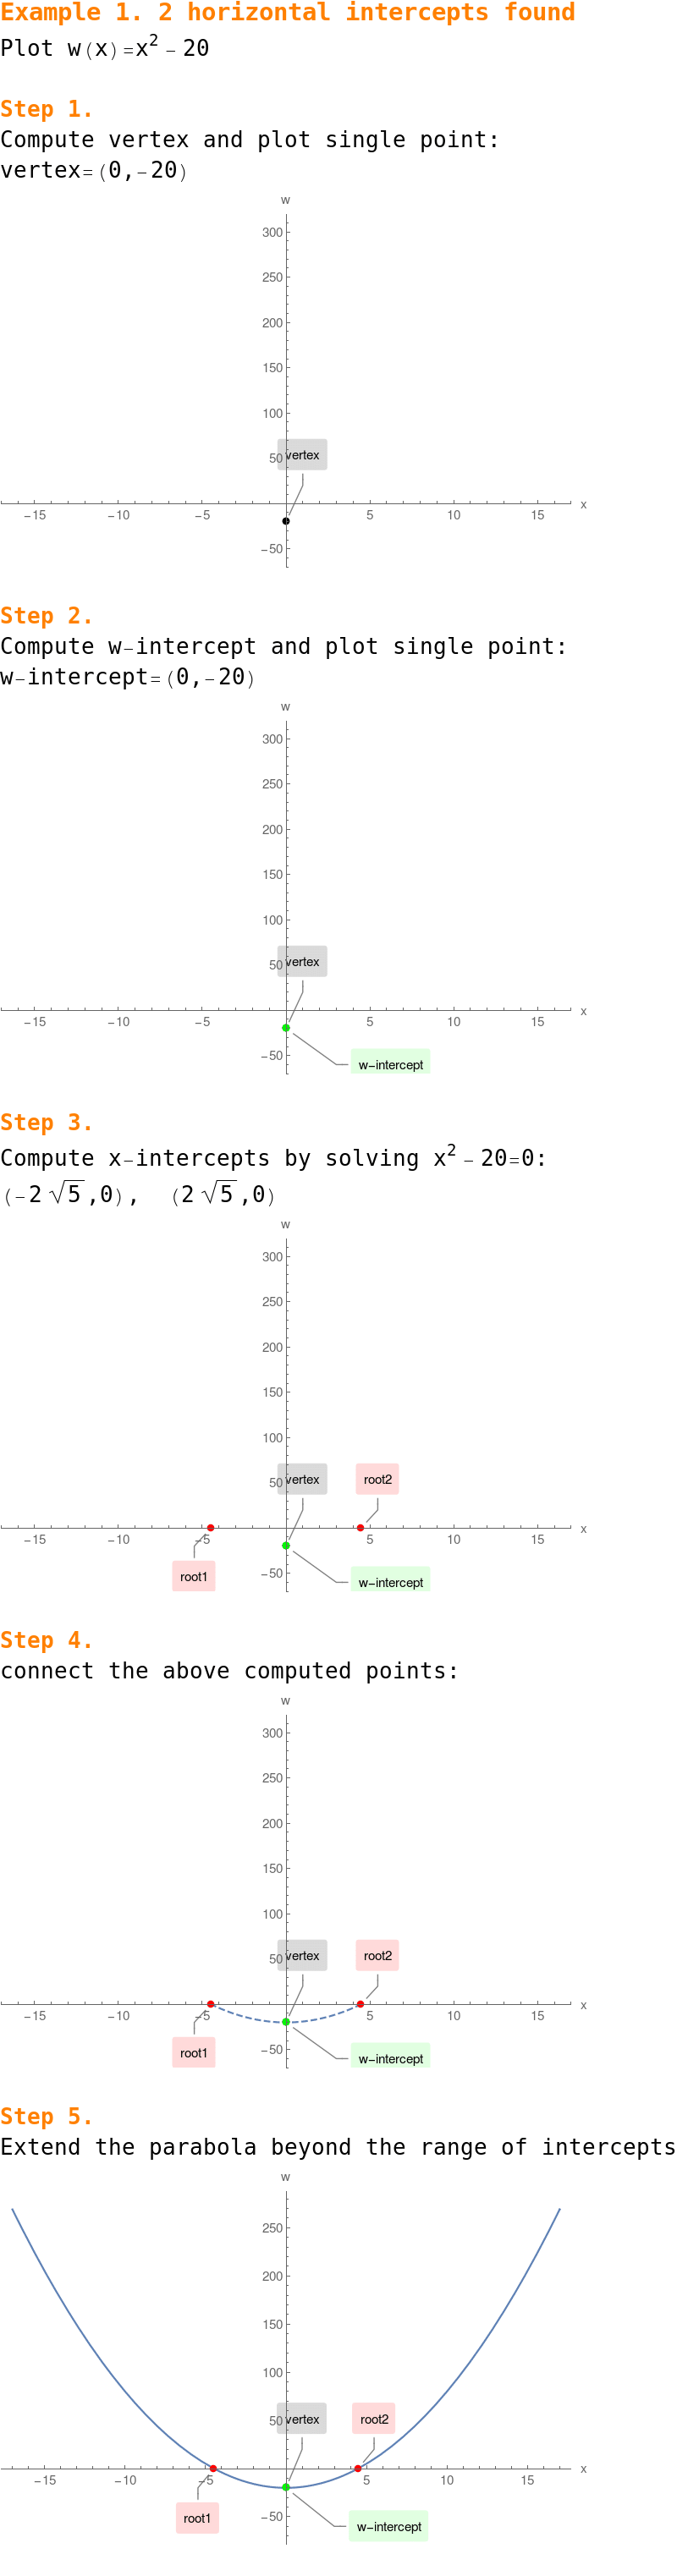 Example 1. 2 horizontal intercepts found
Plot w(x)=x² - 20
Step 1.
Compute vertex and plot single point:
vertex=(0,-20)
w
300
250
200
150
100
50 vertex
-15 -10 -5 5 10 15 x
-50
Step 2.
Compute w-intercept and plot single point:
w-intercept=(0,-20)
w
300
250
200
150
100
50 vertex
-15 -10 -5 5 10 15 x
-50
w-intercept
Step 3.
Compute x-intercepts by solving x² - 20=0:
(-2 √5,0), (2 √5,0)
w
300
250
200
150
100
50 vertex root2
-15 -10 -5 5 10 15 x
-50
root1 w-intercept
Step 4.
connect the above computed points:
w
300
250
200
150
100
50 vertex root2
-15 -10 -5 5 10 15 x
-50
root1 w-intercept
Step 5.
Extend the parabola beyond the range of intercepts
w
250
200
150
100
50 vertex root2
-15 -10 -5 5 10 15 x
-50
root1 w-intercept